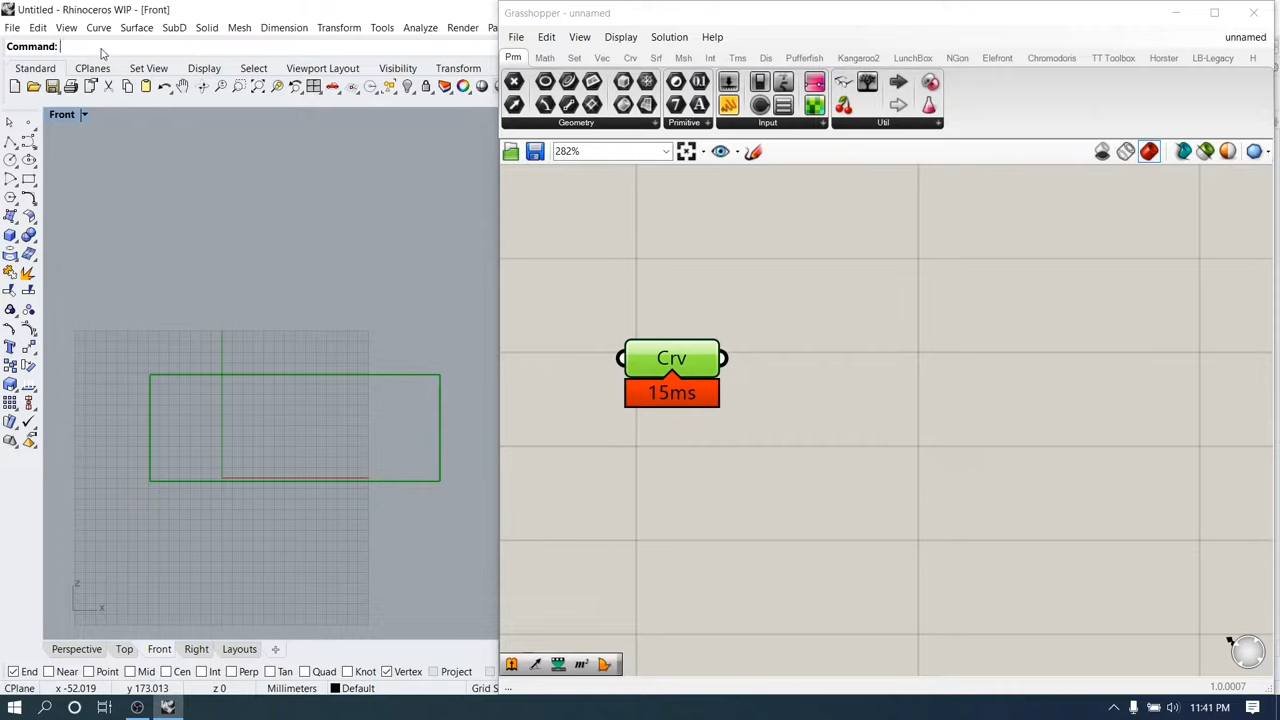 Untitled - Rhinoceros WIP - [Front]
File Edit View Curve Surface SubD Solid Mesh Dimension Transform Tools Analyze Render Pa
Command:
Standard CPlanes Set View Display Select Viewport Layout Visibility Transform
Front
z
x
Perspective Top Front Right Layouts
End Near Point Mid Cen Int Perp Tan Quad Knot Vertex Project
CPlane x -52.019 y 173.013 z 0 Millimeters Default Grid S
Grasshopper - unnamed
File Edit View Display Solution Help unnamed
Prm Math Set Vec Crv Srf Msh Int Trns Dis Pufferfish Kangaroo2 LunchBox NGon Elefront Chromodoris TT Toolbox Horster LB-Legacy H
Geometry Primitive Input Util
282%
Crv
15ms
m²
... 1.0.0007
11:41 PM